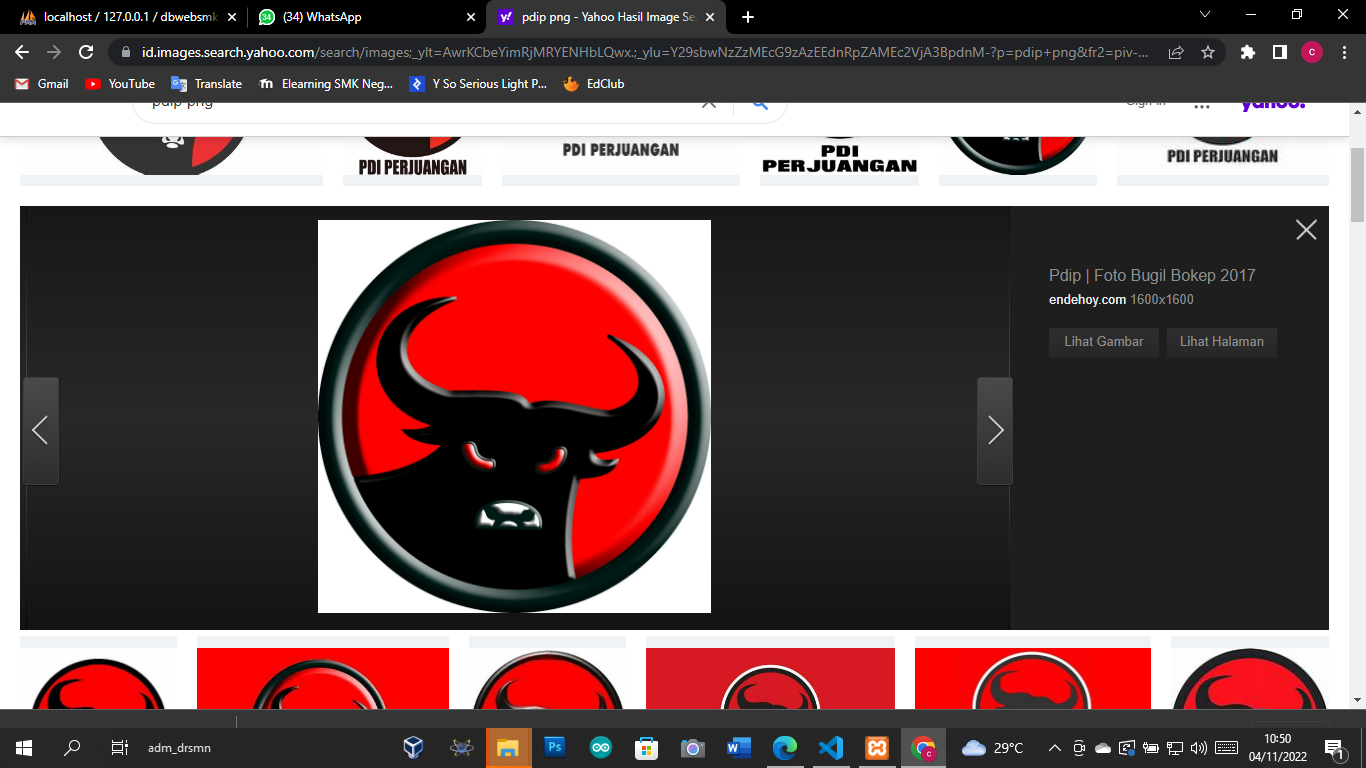 localhost / 127.0.0.1 / dbwebsmk
(34) WhatsApp
pdip png - Yahoo Hasil Image Se
id.images.search.yahoo.com/search/images;_ylt=AwrKCbeYimRjMRYENHbLQwx.;_ylu=Y29sbwNzZzMEcG9zAzEEdnRpZAMEc2VjA3BpdnM-?p=pdip+png&fr2=piv-...
c
Gmail
YouTube
Translate
Elearning SMK Neg...
Y So Serious Light P...
EdClub
pdip png
Sign in
yahoo!
PDI PERJUANGAN
PDI PERJUANGAN
PDI
PERJUANGAN
PDI PERJUANGAN
Pdip | Foto Bugil Bokep 2017
endehoy.com 1600x1600
Lihat Gambar
Lihat Halaman
adm_drsmn
Ps
29°C
10:50
04/11/2022
1